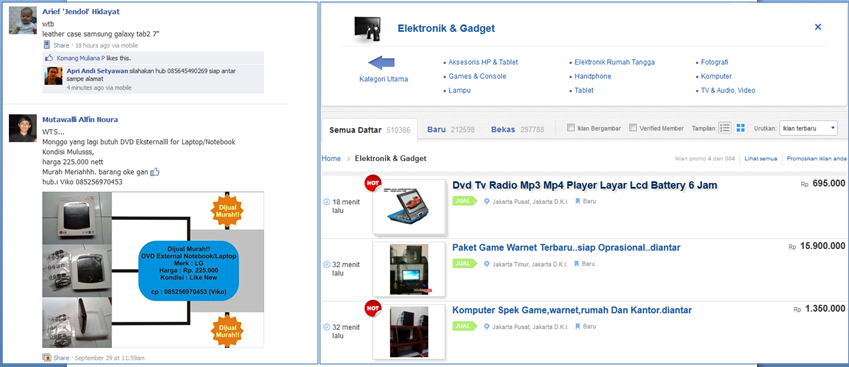 Arief 'Jendol' Hidayat
wtb
leather case samsung galaxy tab2 7"
Share · 18 hours ago via mobile
Komang Muliana P likes this.
Apri Andi Setyawan silahakan hub 085645490269 siap antar
sampe alamat
4 minutes ago via mobile
Mutawalli Alfin Noura
WTS...
Monggo yang lagi butuh DVD Eksternalll for Laptop/Notebook
Kondisi Mulusss,
harga 225.000 nett
Murah Meriahhh. barang oke gan
hub.i Viko 085256970453
Dijual
Murah!!
Dijual Murah!!
DVD External Notebook/Laptop
Merk : LG
Harga : Rp. 225.000
Kondisi : Like New
cp : 085256970453 (Viko)
Dijual
Murah!!
Share · September 29 at 11:59am
Elektronik & Gadget
×
Kategori Utama
• Aksesoris HP & Tablet
• Elektronik Rumah Tangga
• Fotografi
• Games & Console
• Handphone
• Komputer
• Lampu
• Tablet
• TV & Audio, Video
Semua Daftar 510386
Baru 212598
Bekas 297788
Iklan Bergambar
Verified Member
Tampilan:
Urutkan:
Iklan terbaru
Home > Elektronik & Gadget
Iklan promo 4 dari 384
Lihat semua
Promosikan iklan anda
18 menit
lalu
HOT
Dvd Tv Radio Mp3 Mp4 Player Layar Lcd Battery 6 Jam
Rp 695.000
JUAL
Jakarta Pusat, Jakarta D.K.I.
Baru
32 menit
lalu
HOT
Paket Game Warnet Terbaru..siap Oprasional..diantar
Rp 15.900.000
JUAL
Jakarta Timur, Jakarta D.K.I.
Baru
32 menit
lalu
HOT
Komputer Spek Game,warnet,rumah Dan Kantor.diantar
Rp 1.350.000
JUAL
Jakarta Pusat, Jakarta D.K.I.
Baru